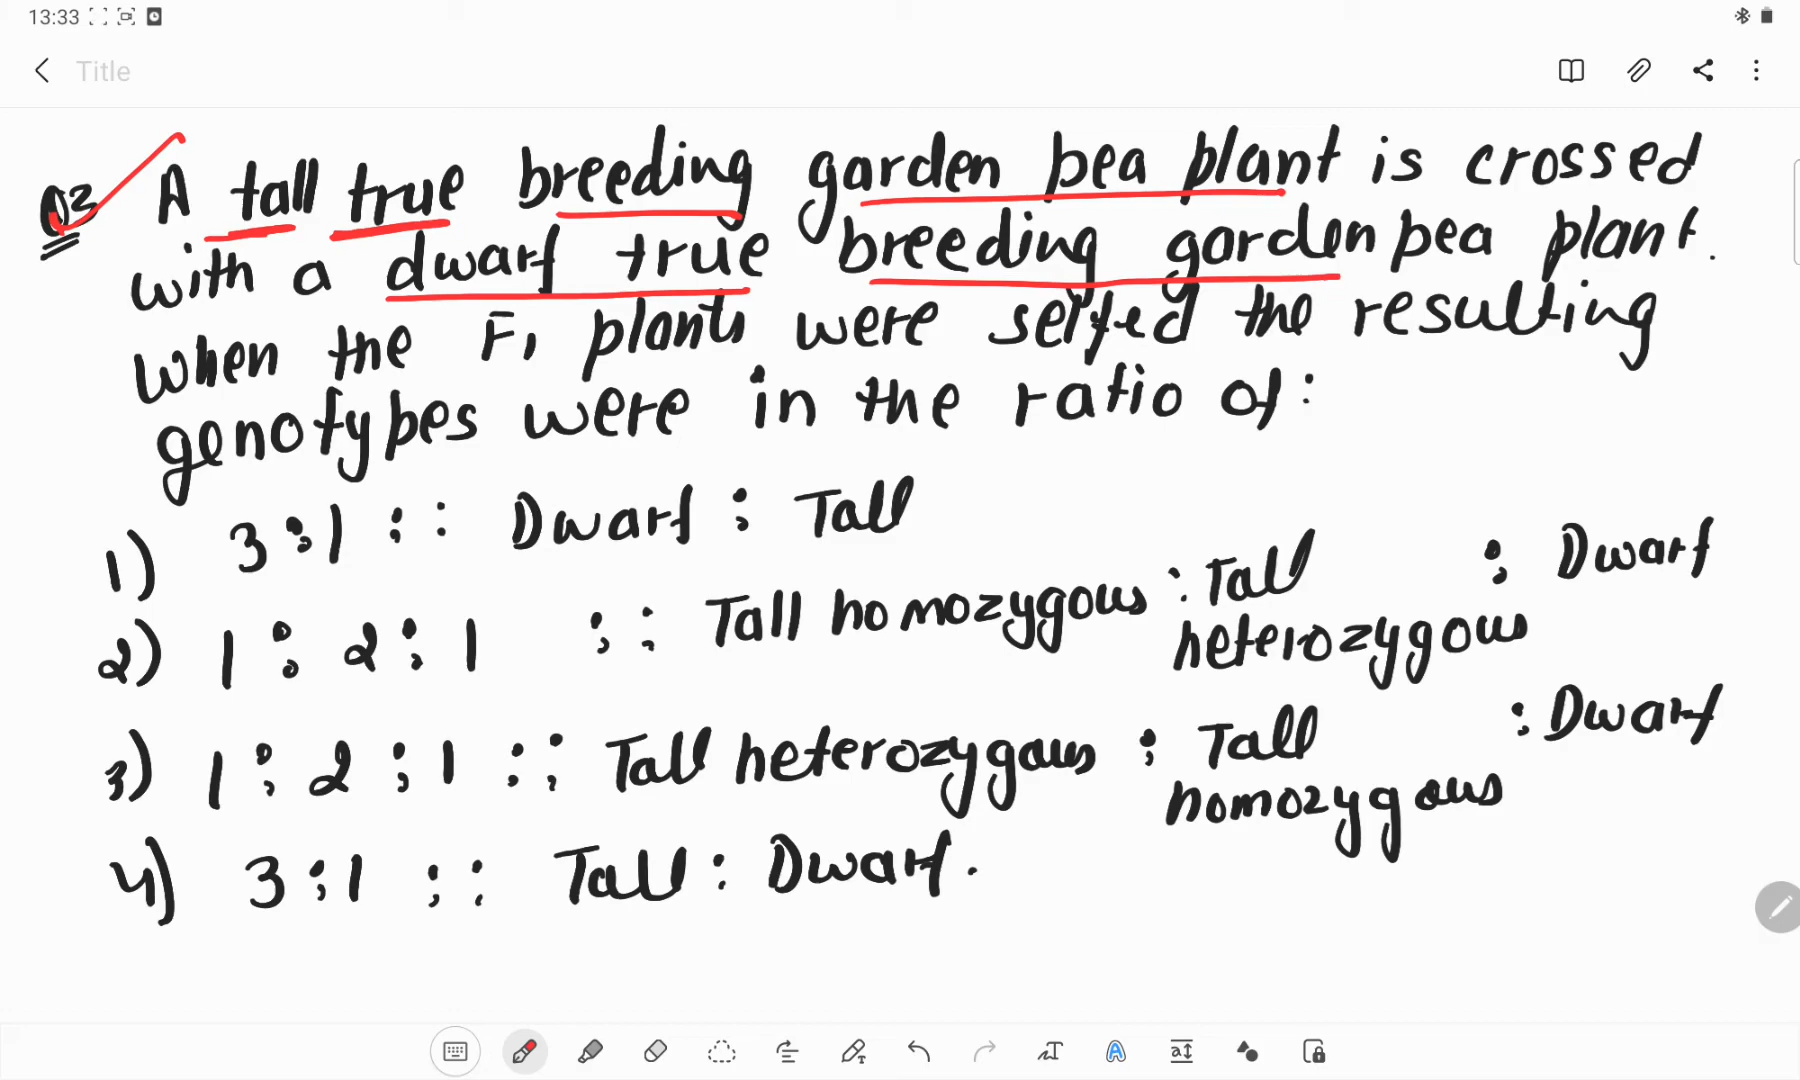 13:33
Title
Q2 A tall true breeding garden pea plant is crossed
with a dwarf true breeding garden pea plant.
When the F1 plants were selfed the resulting
genotypes were in the ratio of:
1) 3:1 :: Dwarf : Tall
2) 1:2:1 :: Tall homozygous : Tall heterozygous : Dwarf
3) 1:2:1 :: Tall heterozygous : Tall homozygous : Dwarf
4) 3:1 :: Tall : Dwarf.